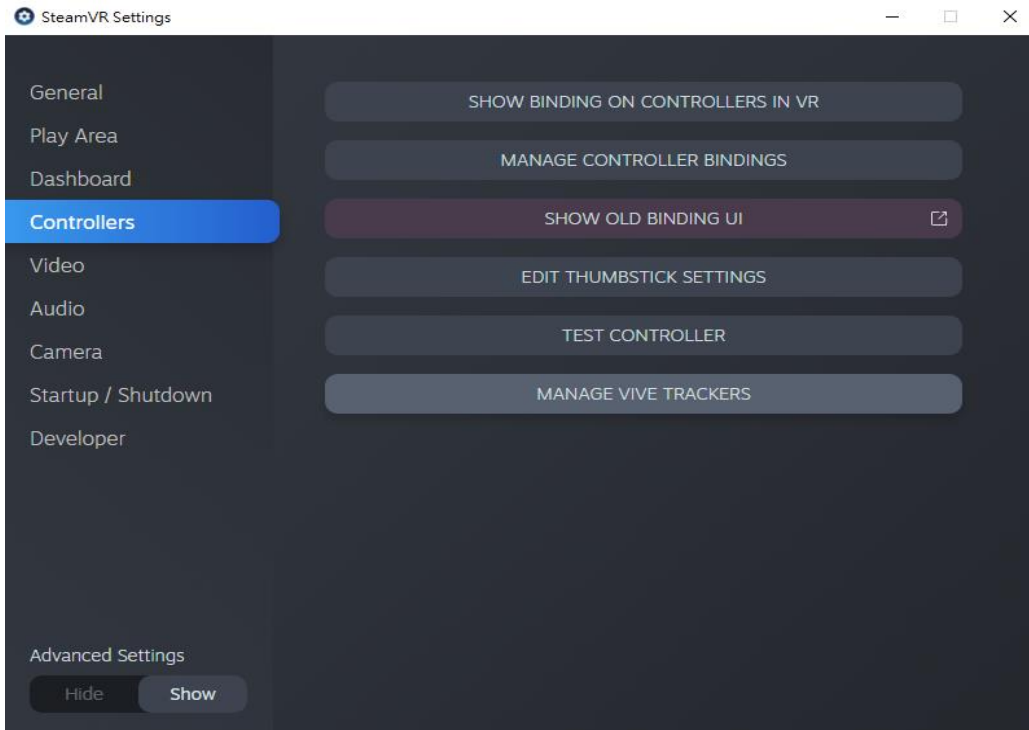 SteamVR Settings
General
Play Area
Dashboard
Controllers
Video
Audio
Camera
Startup / Shutdown
Developer
Advanced Settings
Hide Show
SHOW BINDING ON CONTROLLERS IN VR
MANAGE CONTROLLER BINDINGS
SHOW OLD BINDING UI
EDIT THUMBSTICK SETTINGS
TEST CONTROLLER
MANAGE VIVE TRACKERS